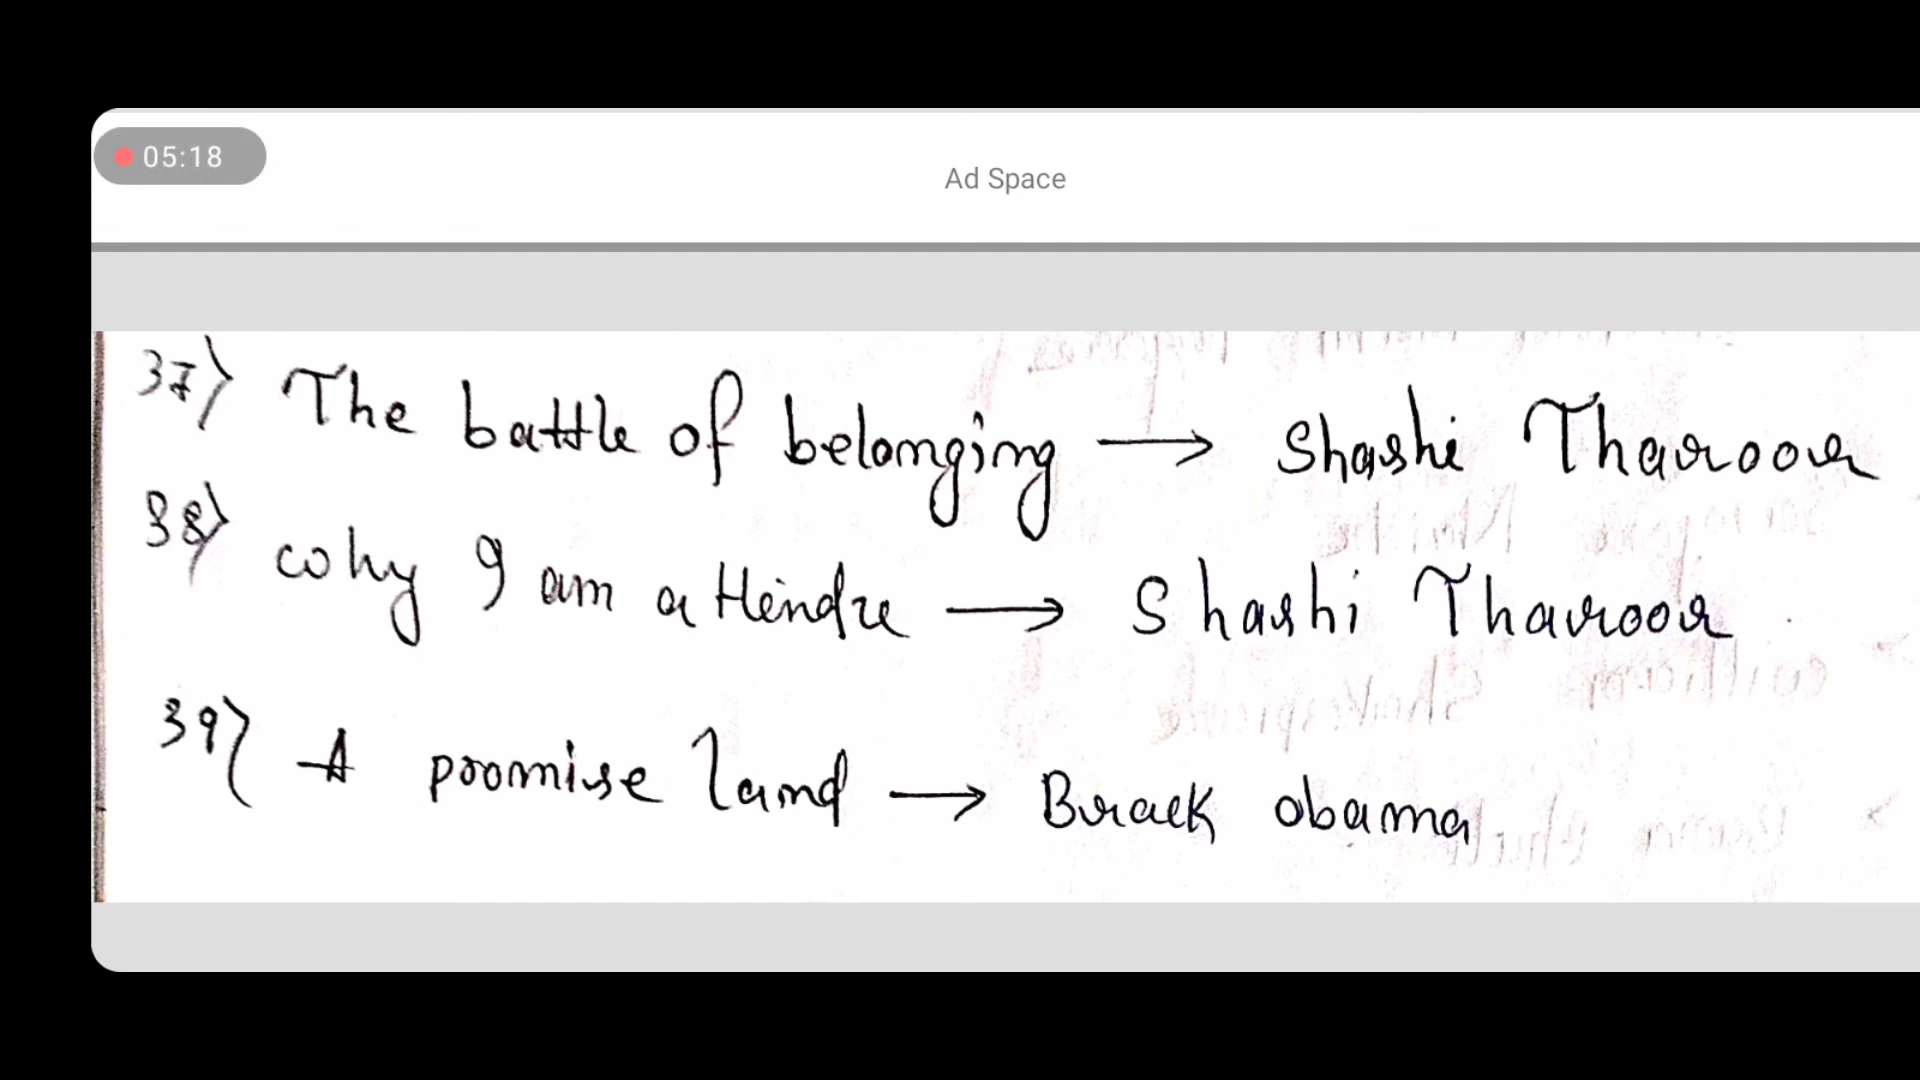 05:18
Ad Space
37) The battle of belonging → Shashi Tharoor
38) Why I am a Hindu → Shashi Tharoor
39) A promise land → Brack obama